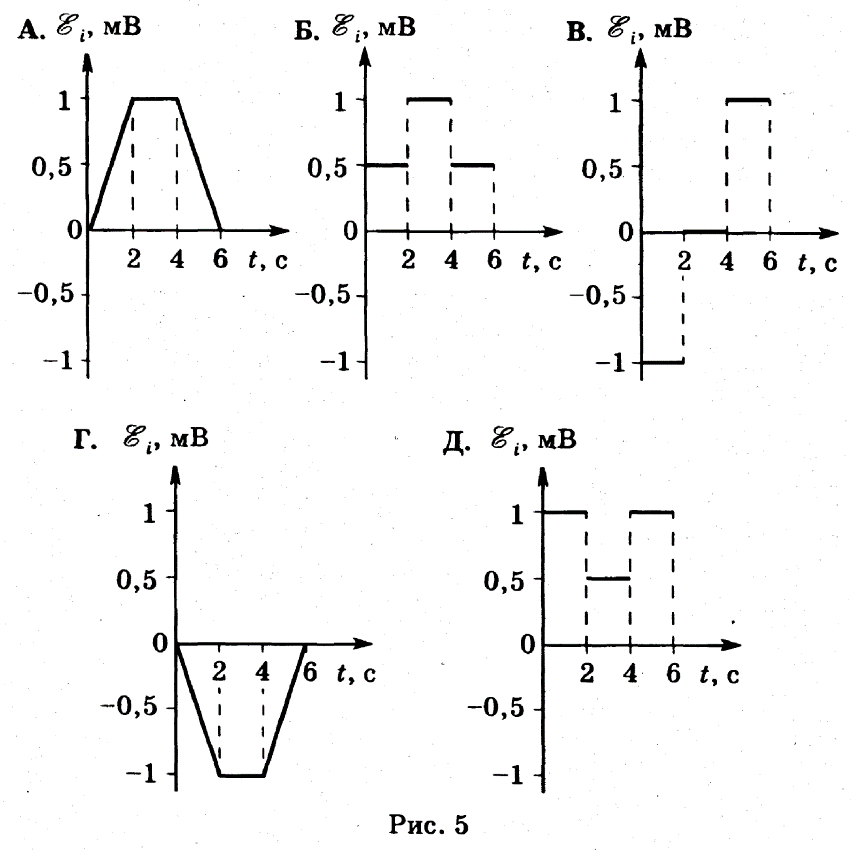 А. ℰi, мВ Б. ℰi, мВ В. ℰi, мВ
1 1 1
0,5 0,5 0,5
0 0 0
2 4 6 t, с 2 4 6 t, с 2 4 6 t, с
−0,5 −0,5 −0,5
−1 −1 −1
Г. ℰi, мВ Д. ℰi, мВ
1 1
0,5 0,5
0 0
2 4 6 t, с 2 4 6 t, с
−0,5 −0,5
−1 −1
Рис. 5